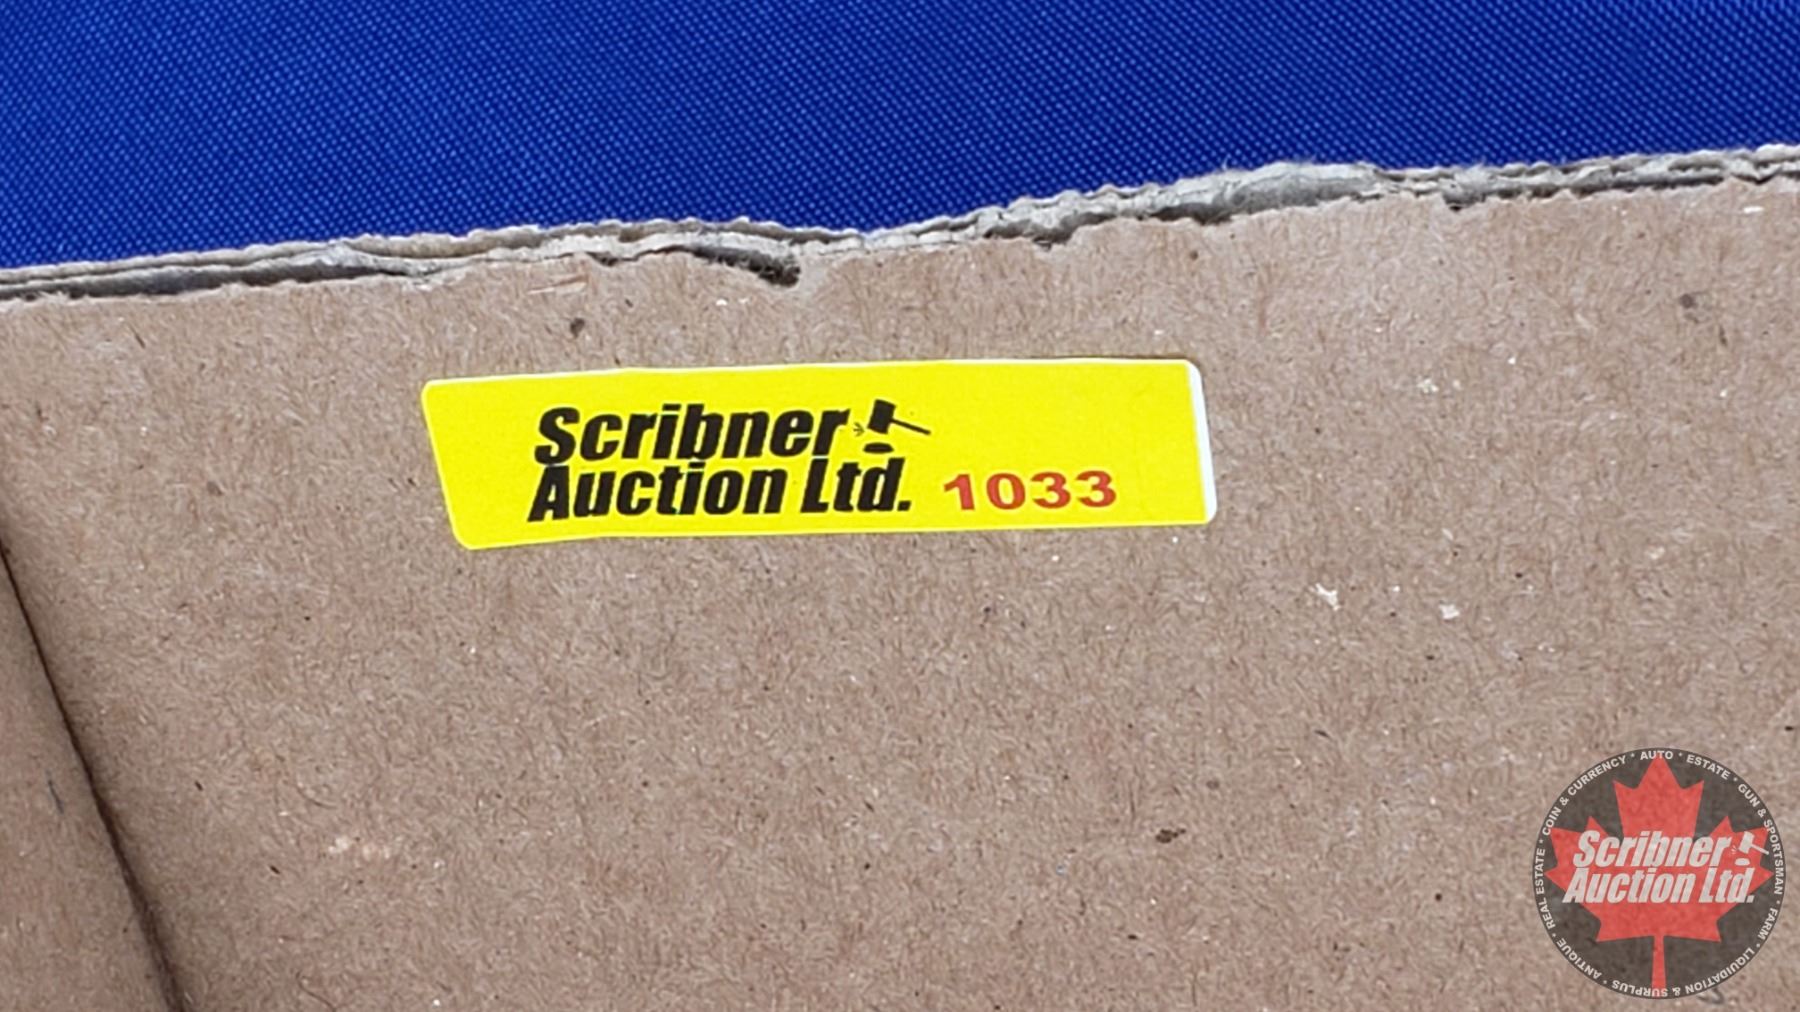 Scribner
Auction Ltd. 1033
COIN & CURRENCY * AUTO * ESTATE * GUN & SPORTSMAN * FARM * LIQUIDATION & SURPLUS * ANTIQUE * REAL ESTATE *
Scribner
Auction Ltd.